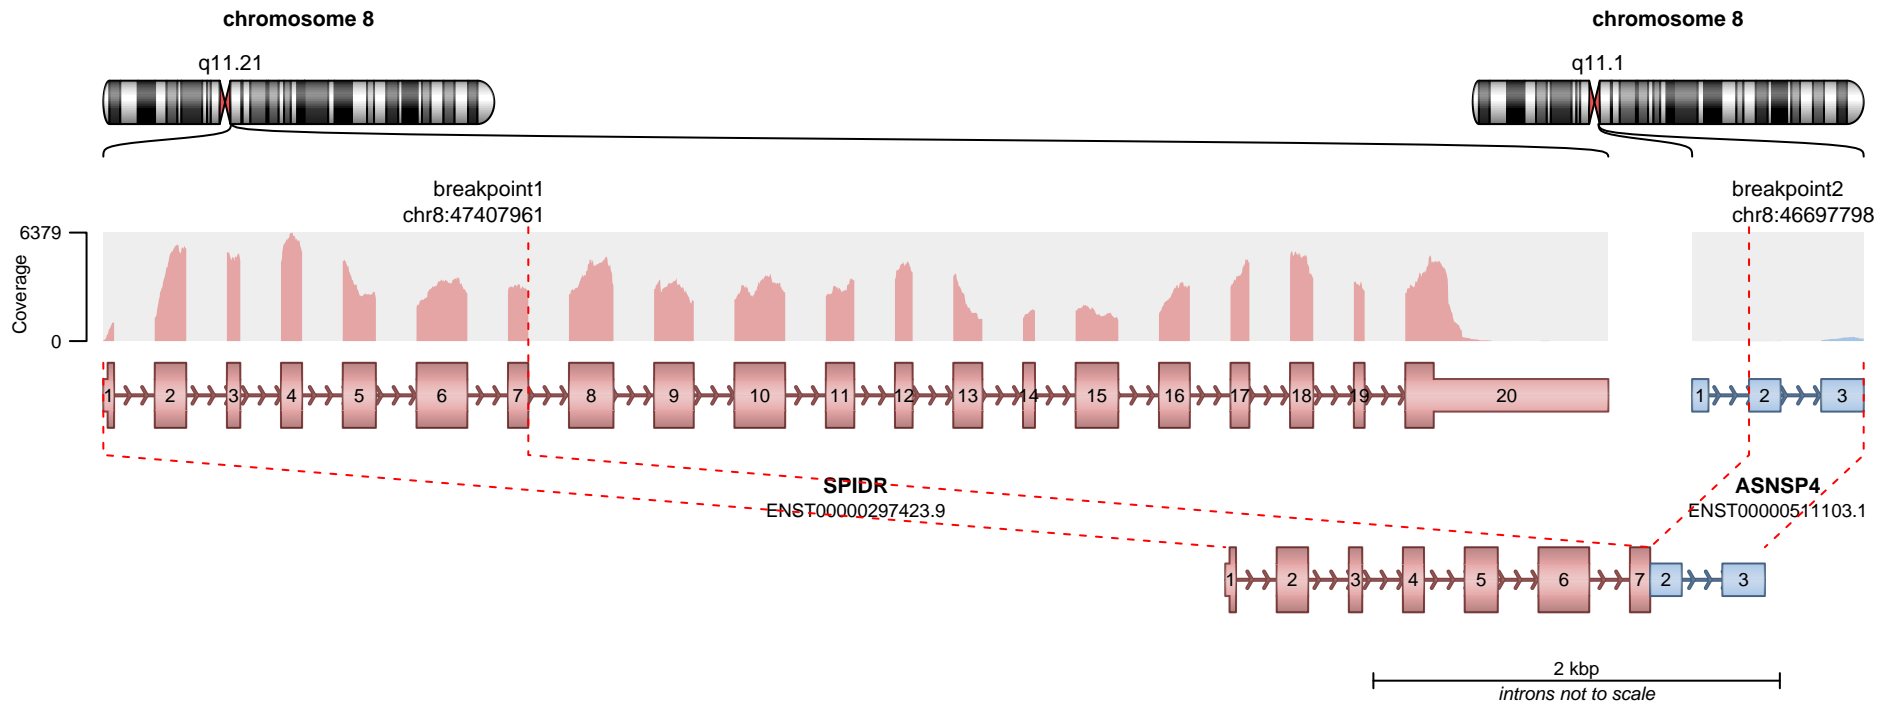 chromosome 8
chromosome 8
q11.21
q11.1
breakpoint1
chr8:47407961
breakpoint2
chr8:46697798
6379
Coverage
0
1 2 3 4 5 6 7 8 9 10 11 12 13 14 15 16 17 18 19 20
1 2 3
SPIDR
ENST00000297423.9
ASNSP4
ENST00000511103.1
1 2 3 4 5 6 7 2 3
2 kbp
introns not to scale